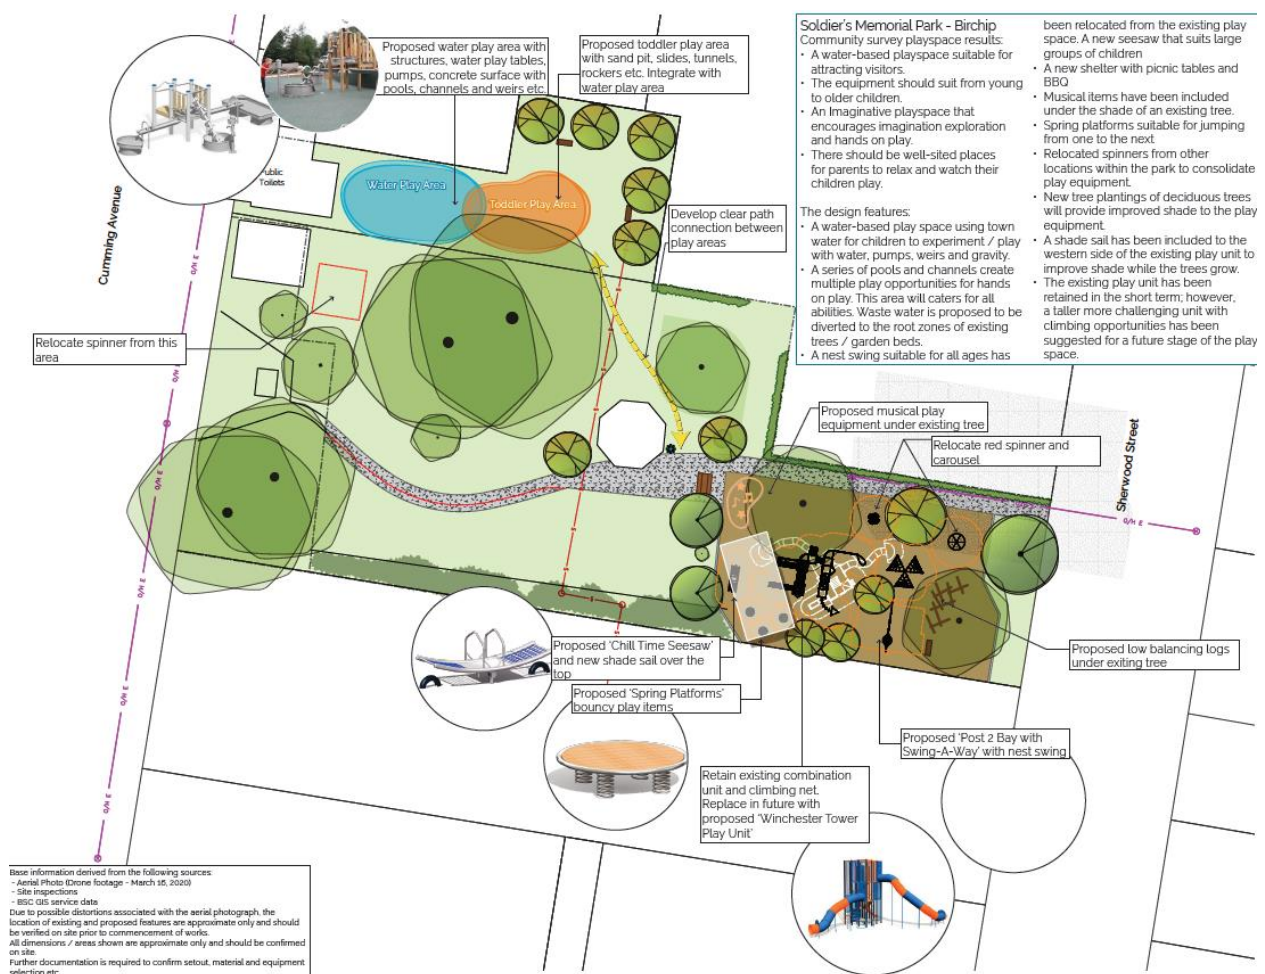 Soldier's Memorial Park - Birchip
Community survey playspace results:
• A water-based playspace suitable for
attracting visitors.
• The equipment should suit from young
to older children.
• An Imaginative playspace that
encourages imagination exploration
and hands on play.
• There should be well-sited places
for parents to relax and watch their
children play.
The design features:
• A water-based play space using town
water for children to experiment / play
with water, pumps, weirs and gravity.
• A series of pools and channels create
multiple play opportunities for hands
on play. This area will caters for all
abilities. Waste water is proposed to be
diverted to the root zones of existing
trees / garden beds.
• A nest swing suitable for all ages has
been relocated from the existing play
space. A new seesaw that suits large
groups of children
• A new shelter with picnic tables and
BBQ
• Musical items have been included
under the shade of an existing tree.
• Spring platforms suitable for jumping
from one to the next
• Relocated spinners from other
locations within the park to consolidate
play equipment.
• New tree plantings of deciduous trees
will provide improved shade to the play
equipment.
• A shade sail has been included to the
western side of the existing play unit to
improve shade while the trees grow.
• The existing play unit has been
retained in the short term; however,
a taller more challenging unit with
climbing opportunities has been
suggested for a future stage of the play
space.
Proposed water play area with
structures, water play tables,
pumps, concrete surface with
pools, channels and weirs etc.
Proposed toddler play area
with sand pit, slides, tunnels,
rockers etc. Integrate with
water play area
Public
Toilets
Water Play Area
Toddler Play Area
Cumming Avenue
Develop clear path
connection between
play areas
Relocate spinner from this
area
Proposed musical play
equipment under existing tree
Relocate red spinner and
carousel
Sherwood Street
O/H E
O/H E
O/H E
O/H E
O/H E
O/H E
Proposed 'Chill Time Seesaw'
and new shade sail over the
top
Proposed 'Spring Platforms'
bouncy play items
Proposed low balancing logs
under exiting tree
Proposed 'Post 2 Bay with
Swing-A-Way' with nest swing
Retain existing combination
unit and climbing net.
Replace in future with
proposed 'Winchester Tower
Play Unit'
Base information derived from the following sources:
- Aerial Photo (Drone footage - March 16, 2020)
- Site inspections
- BSC GIS service data
Due to possible distortions associated with the aerial photograph, the
location of existing and proposed features are approximate only and should
be verified on site prior to commencement of works.
All dimensions / areas shown are approximate only and should be confirmed
on site.
Further documentation is required to confirm setout, material and equipment
selection etc.